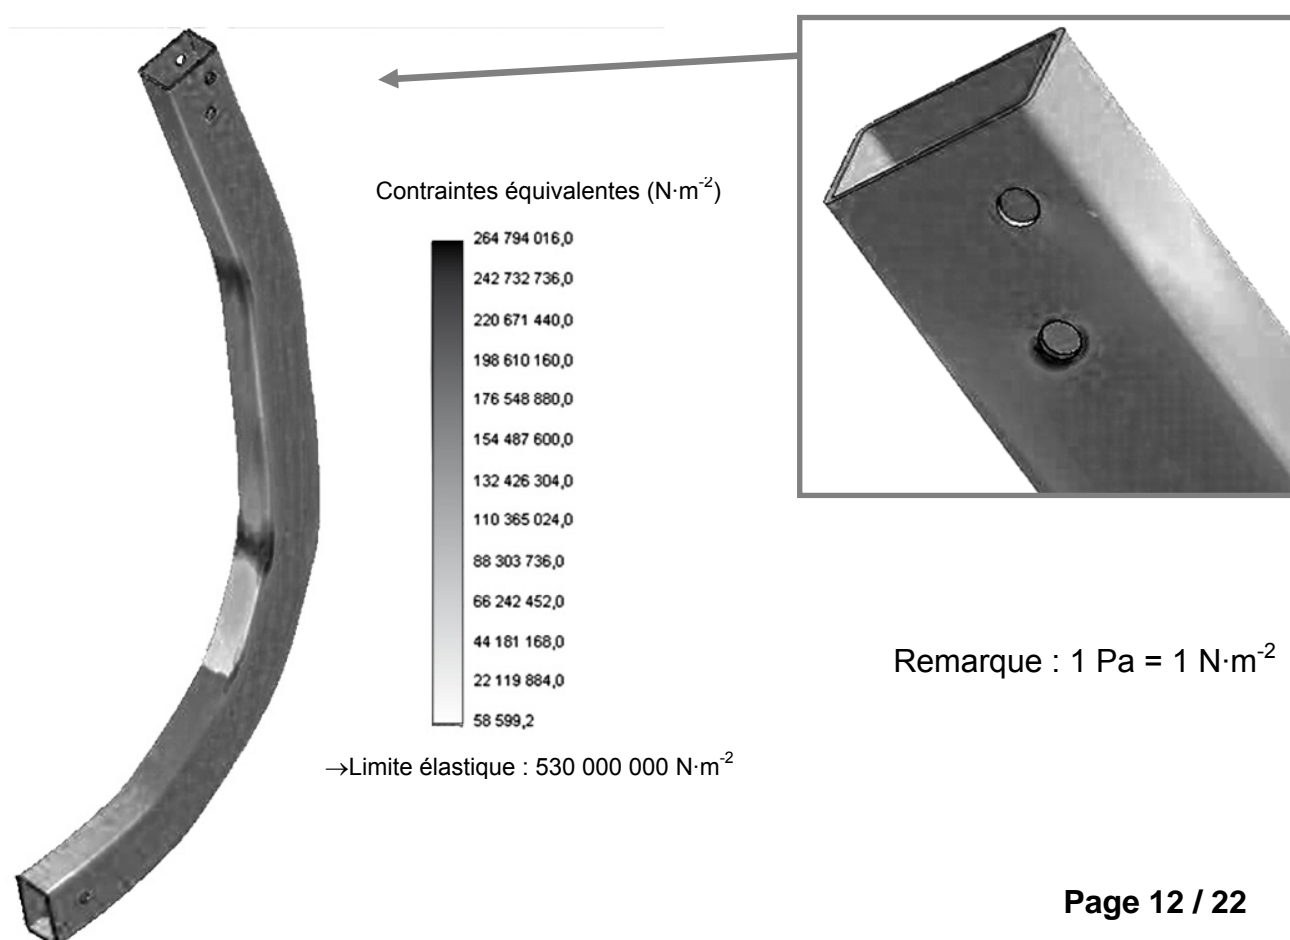 Contraintes équivalentes (N·m-2)
264 794 016,0
242 732 736,0
220 671 440,0
198 610 160,0
176 548 880,0
154 487 600,0
132 426 304,0
110 365 024,0
88 303 736,0
66 242 452,0
44 181 168,0
22 119 884,0
58 599,2
→Limite élastique : 530 000 000 N·m-2
Remarque : 1 Pa = 1 N·m-2
Page 12 / 22